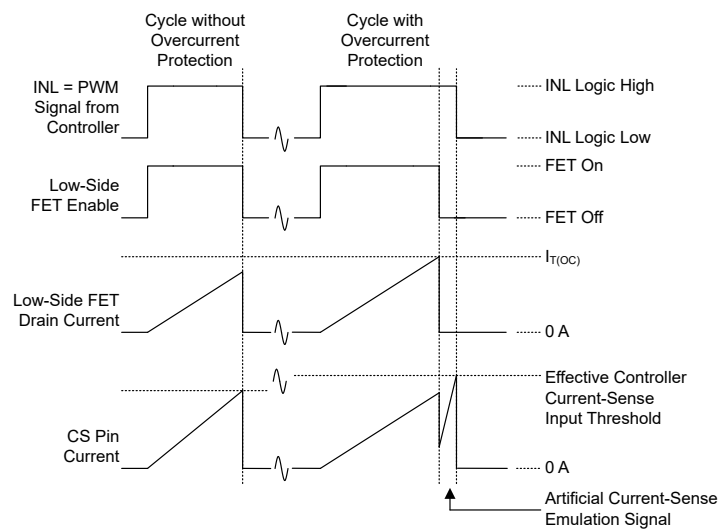 Cycle without
Overcurrent
Protection
Cycle with
Overcurrent
Protection
INL = PWM
Signal from
Controller
INL Logic High
INL Logic Low
Low-Side
FET Enable
FET On
FET Off
Low-Side FET
Drain Current
I_T(OC)
0 A
CS Pin
Current
Effective Controller
Current-Sense
Input Threshold
0 A
Artificial Current-Sense
Emulation Signal